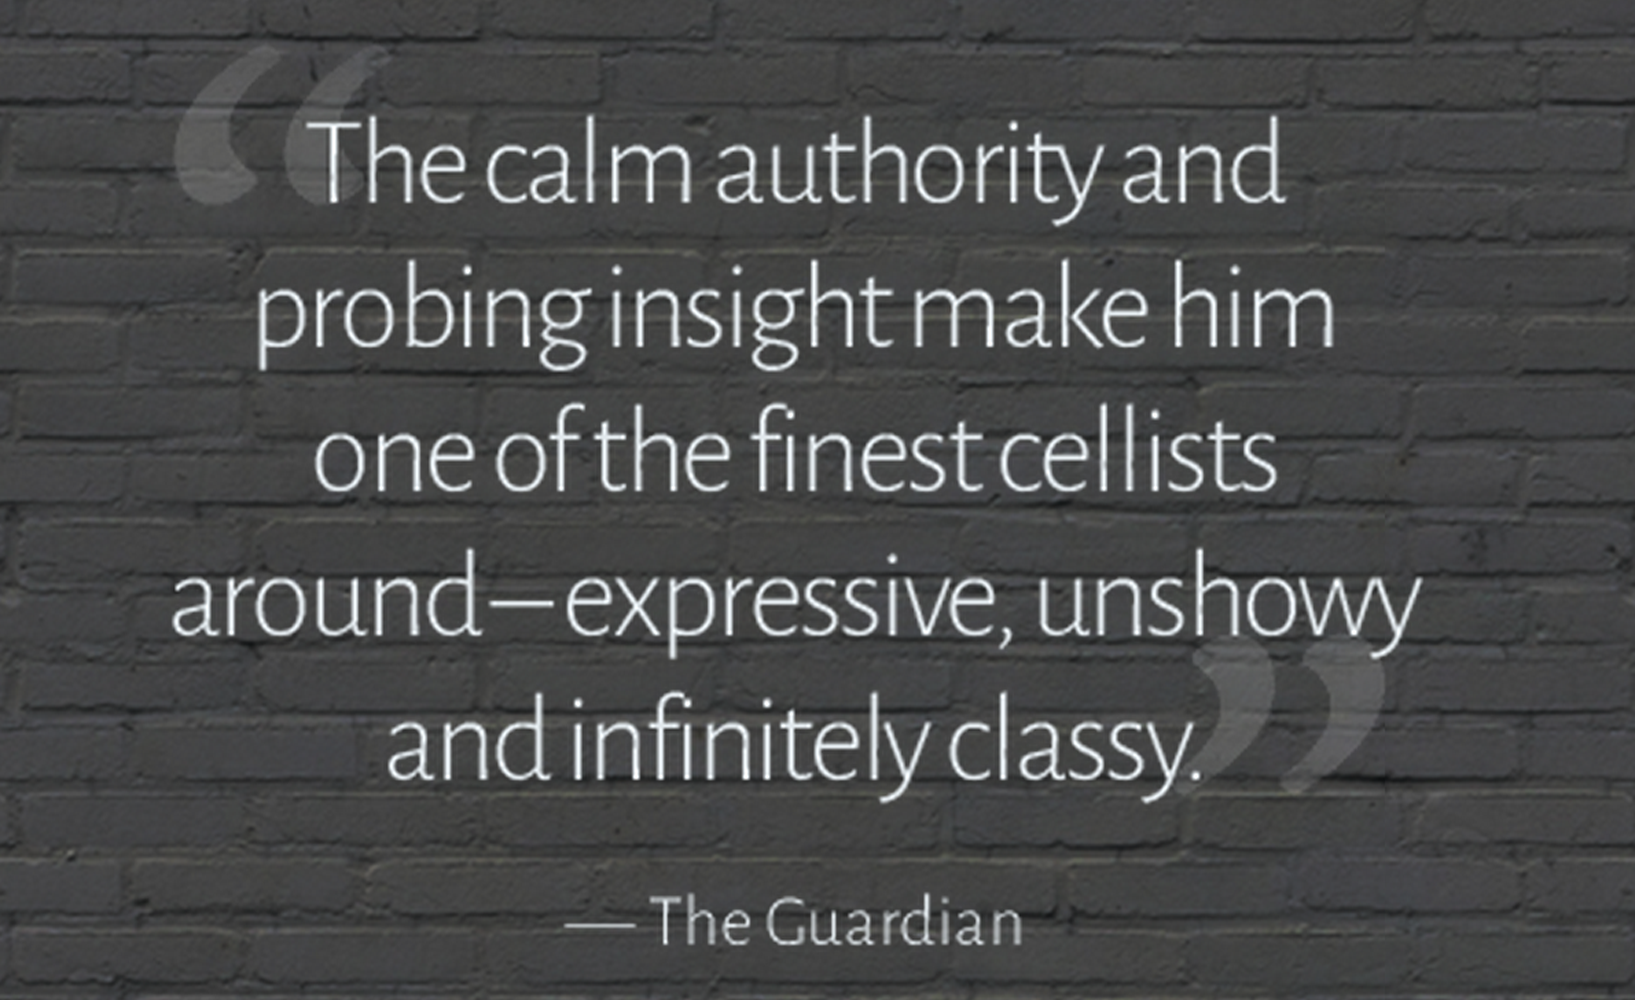 “The calm authority and
probing insight make him
one of the finest cellists
around—expressive, unshowy
and infinitely classy.”
— The Guardian